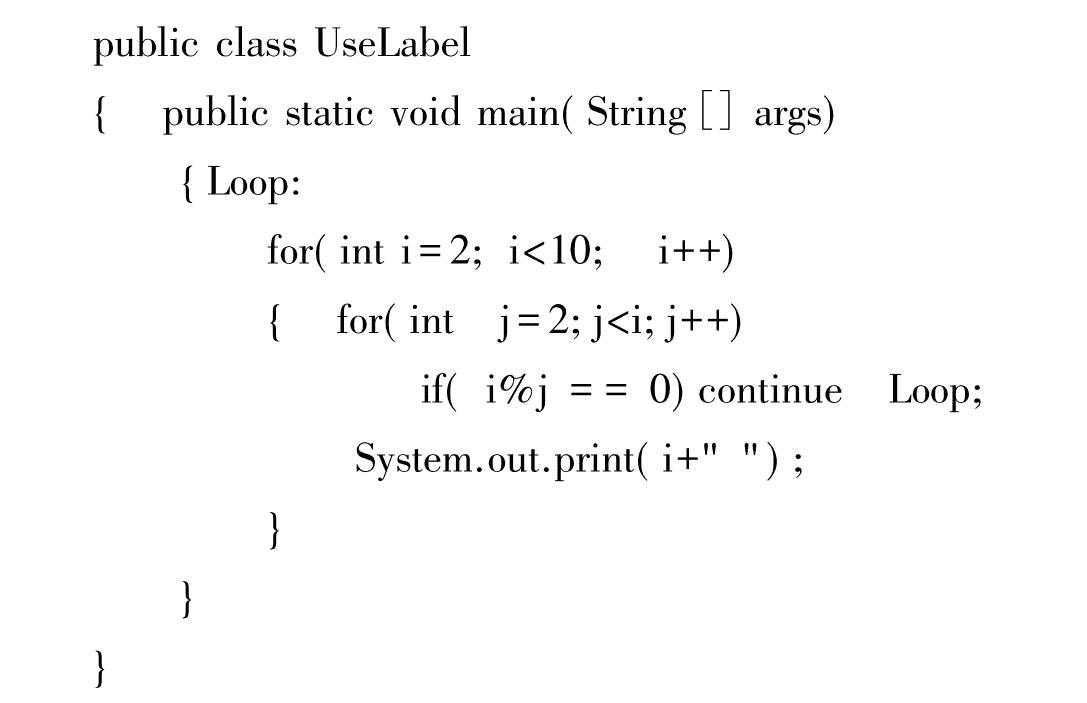 public class UseLabel
{ public static void main( String [] args)
{ Loop:
for( int i=2; i<10; i++)
{ for( int j=2; j<i; j++)
if( i%j == 0) continue Loop;
System.out.print( i+" ") ;
}
}
}